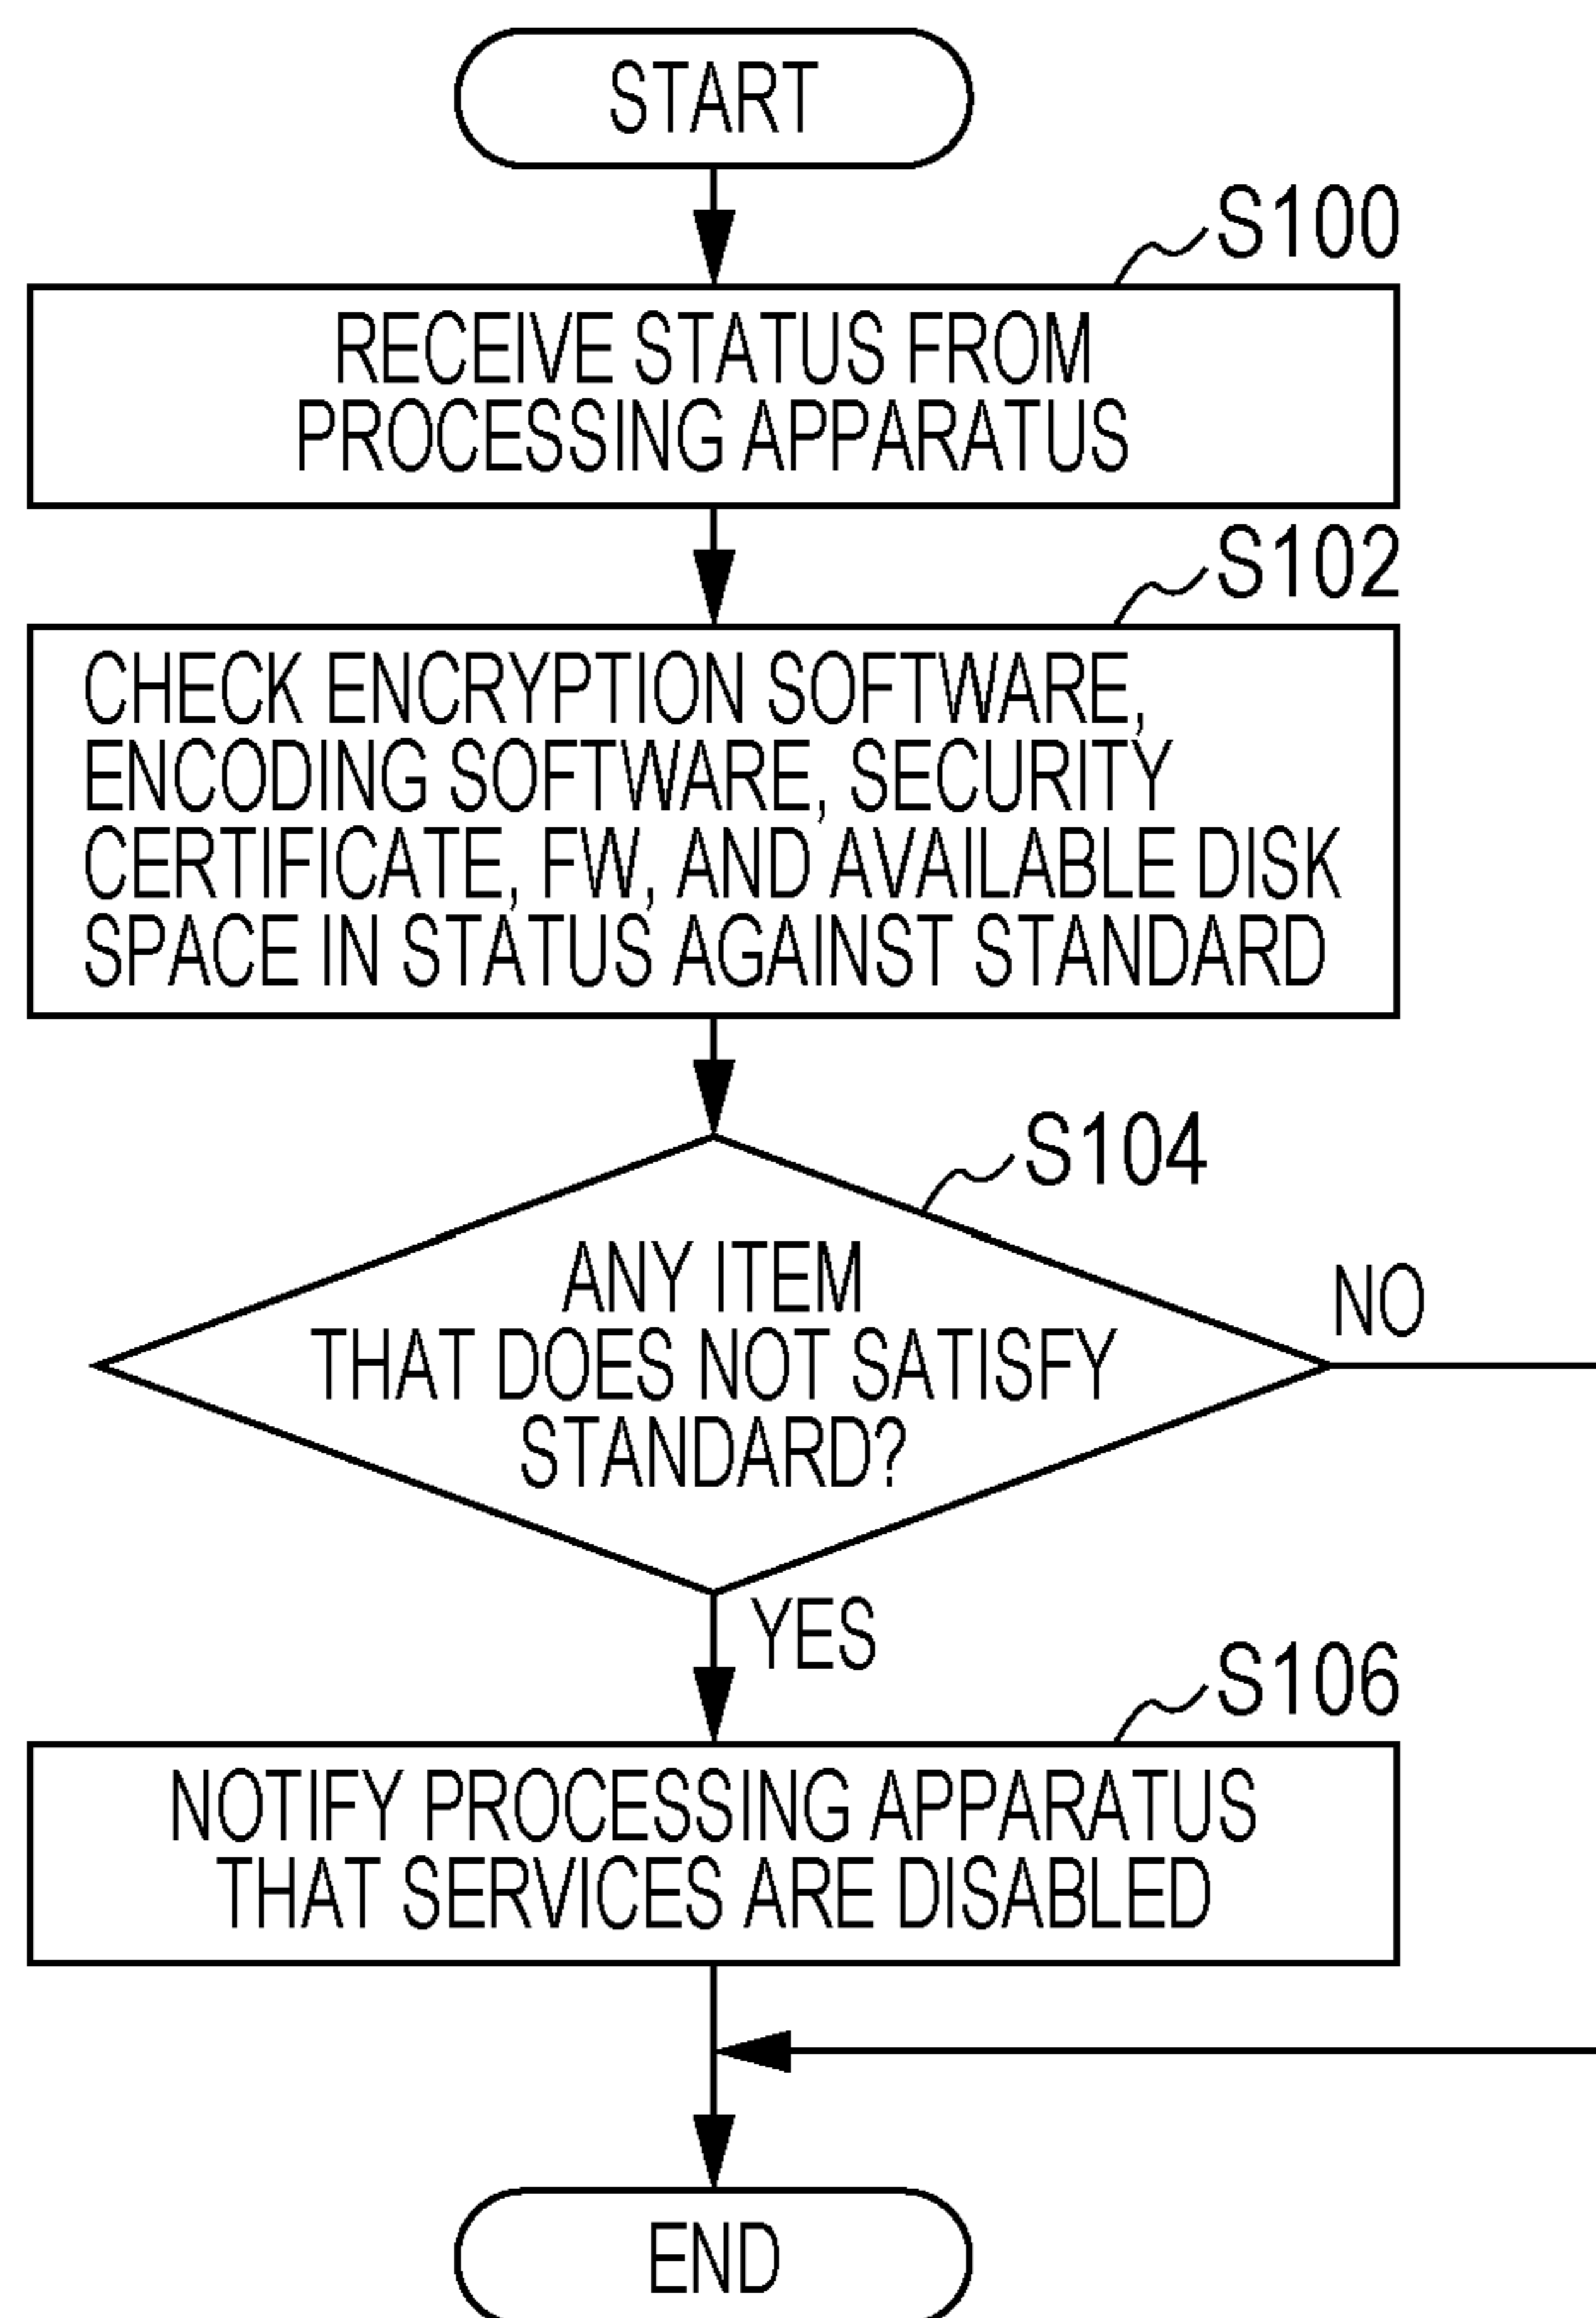 START
S100
RECEIVE STATUS FROM
PROCESSING APPARATUS
S102
CHECK ENCRYPTION SOFTWARE,
ENCODING SOFTWARE, SECURITY
CERTIFICATE, FW, AND AVAILABLE DISK
SPACE IN STATUS AGAINST STANDARD
S104
ANY ITEM
THAT DOES NOT SATISFY
STANDARD?
NO
YES
S106
NOTIFY PROCESSING APPARATUS
THAT SERVICES ARE DISABLED
END